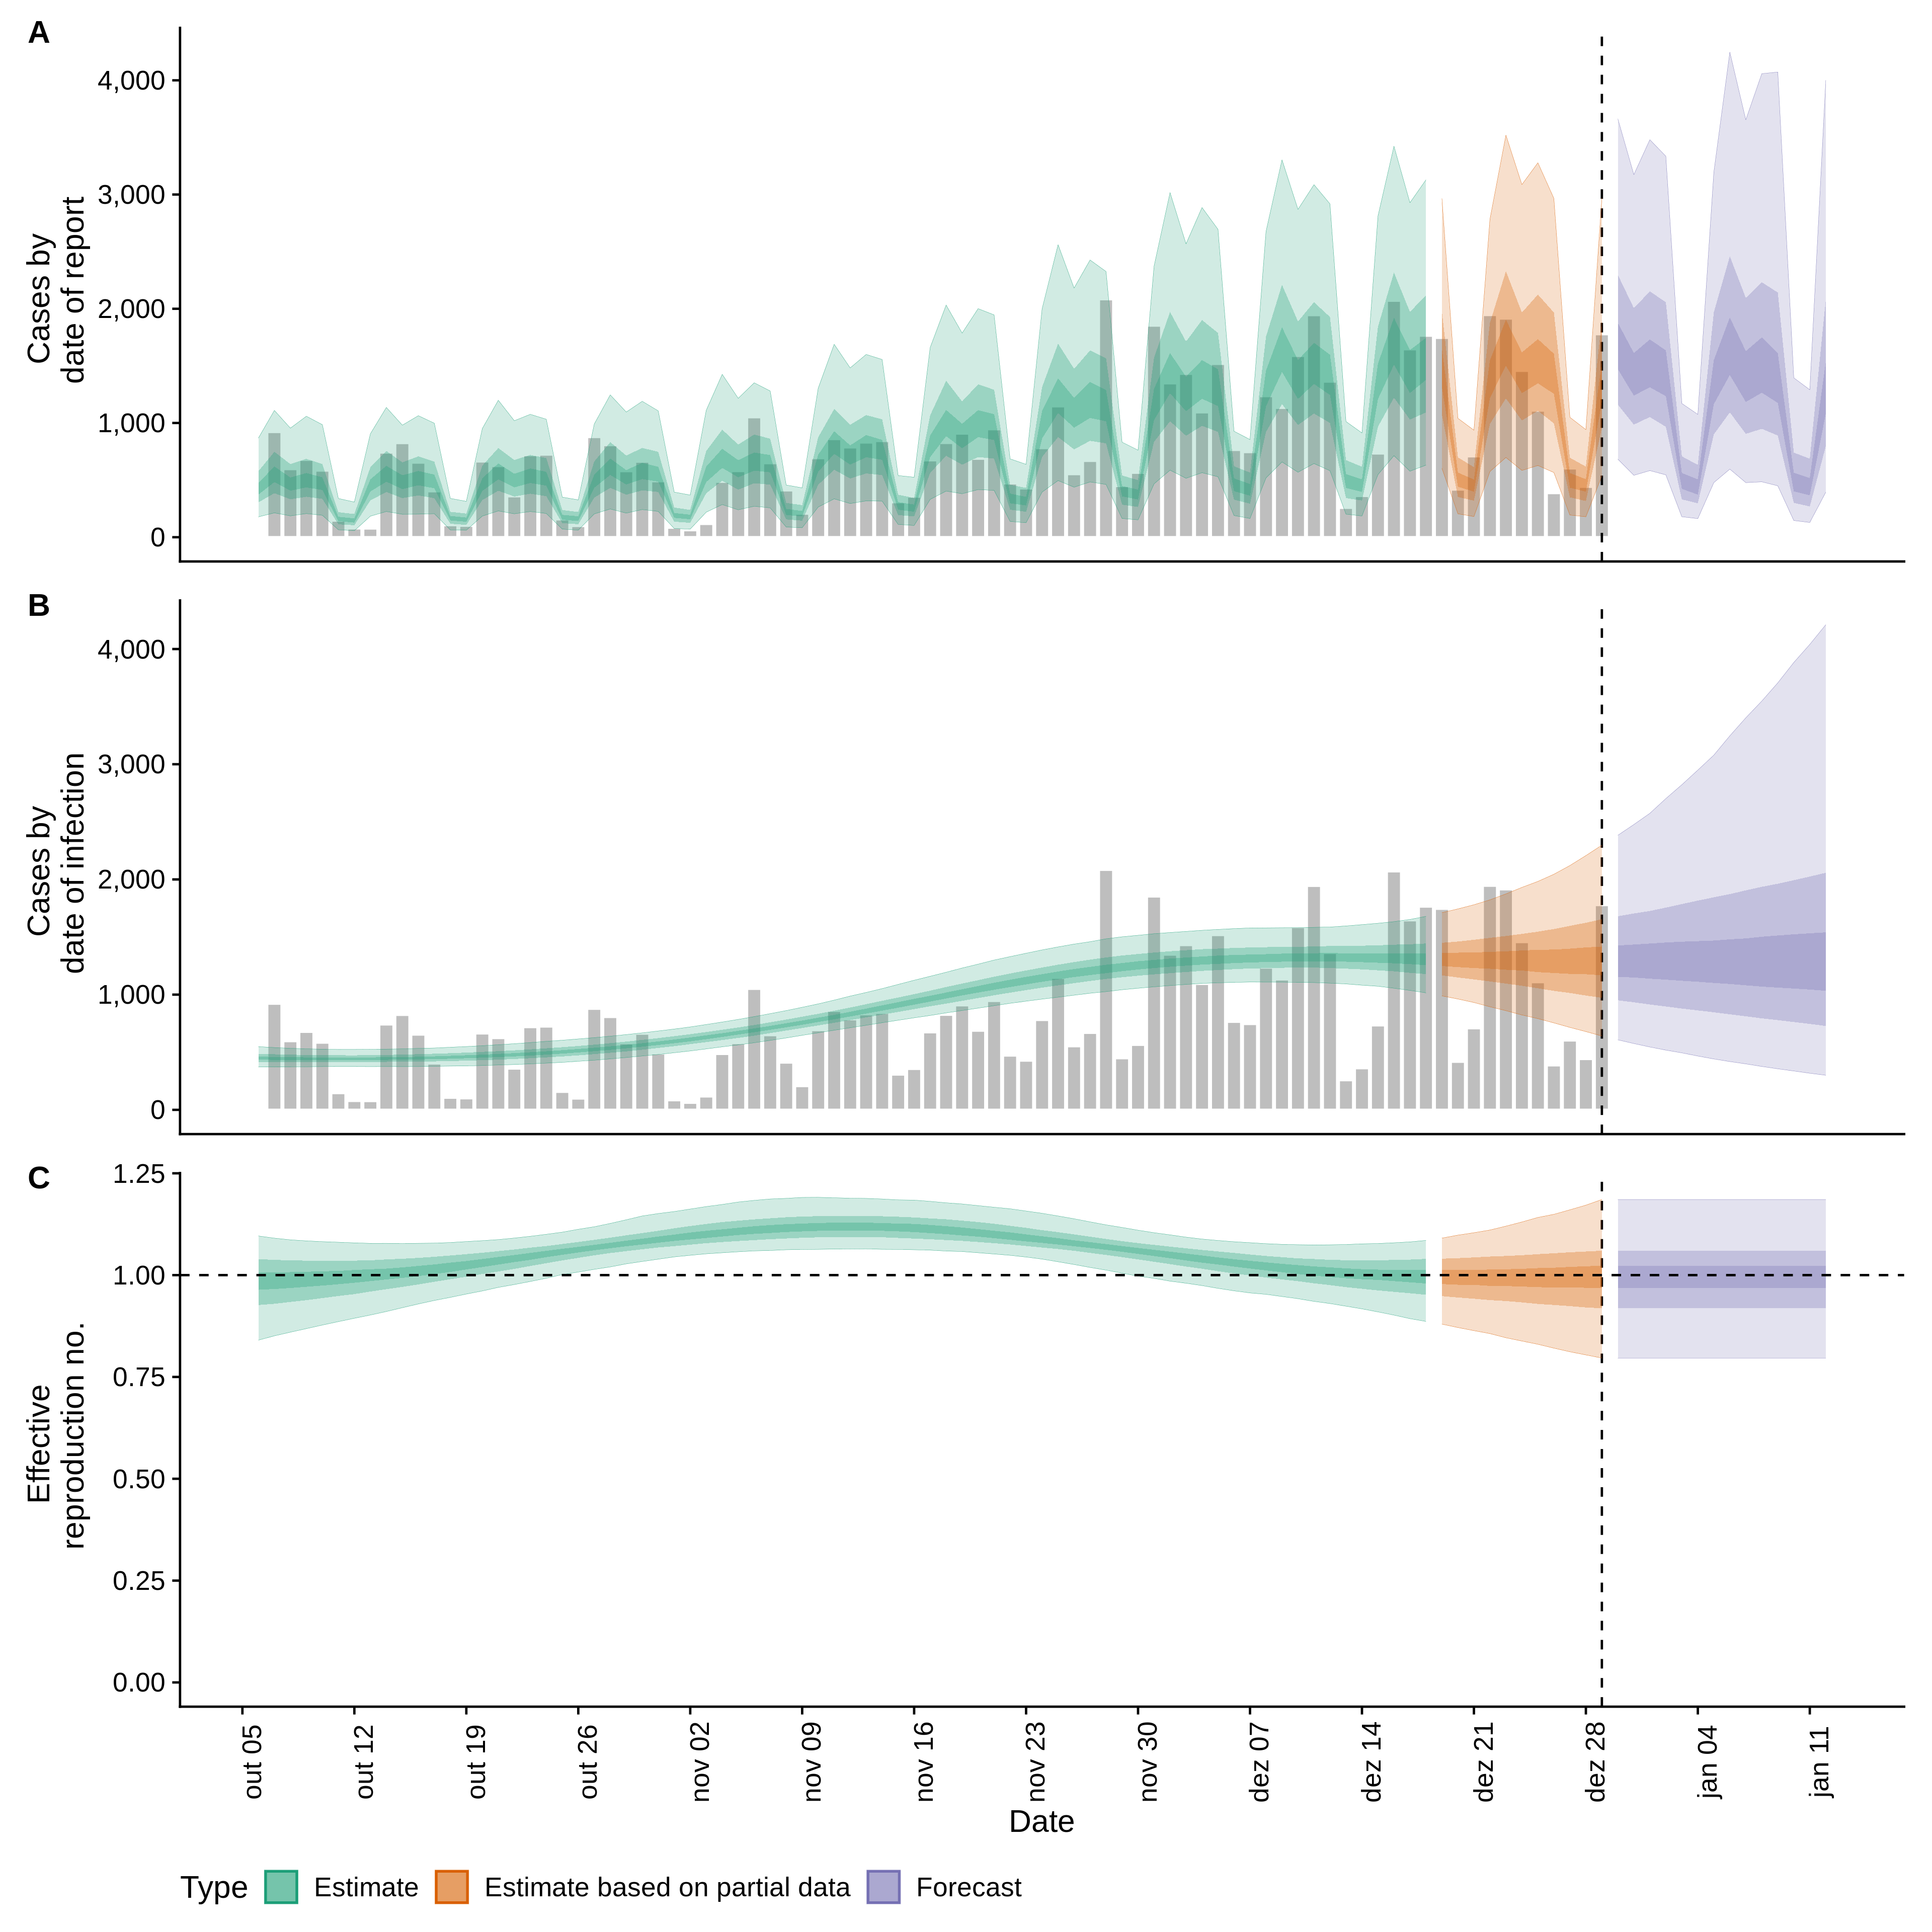 A
4,000
3,000
2,000
1,000
0
Cases by
date of report
B
4,000
3,000
2,000
1,000
0
Cases by
date of infection
C
1.25
1.00
0.75
0.50
0.25
0.00
Effective
reproduction no.
out 05
out 12
out 19
out 26
nov 02
nov 09
nov 16
nov 23
nov 30
dez 07
dez 14
dez 21
dez 28
jan 04
jan 11
Date
Type Estimate Estimate based on partial data Forecast